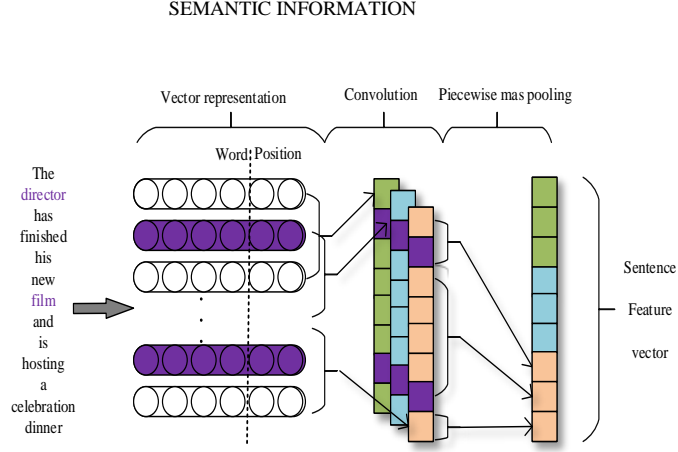 SEMANTIC INFORMATION
Vector representation
Convolution
Piecewise mas pooling
Word Position
The
director
has
finished
his
new
film
and
is
hosting
a
celebration
dinner
Sentence
Feature
vector